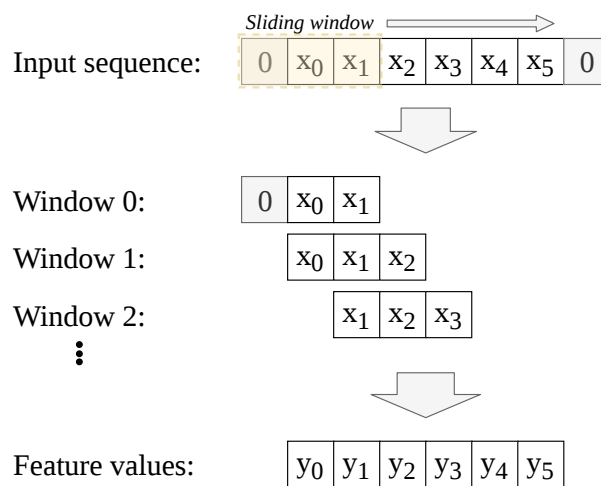 Sliding window
Input sequence: 0 x₀ x₁ x₂ x₃ x₄ x₅ 0
Window 0: 0 x₀ x₁
Window 1: x₀ x₁ x₂
Window 2: x₁ x₂ x₃
⋮
Feature values: y₀ y₁ y₂ y₃ y₄ y₅